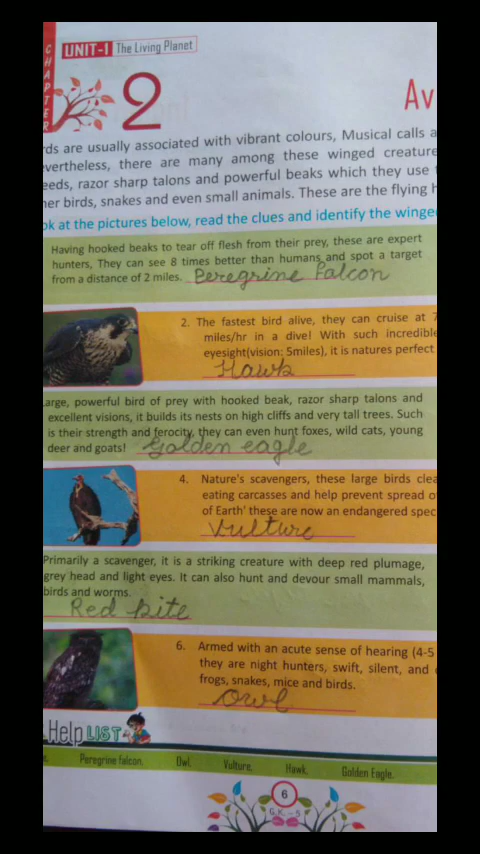 CHAPTER
UNIT-I The Living Planet
2
Av
rds are usually associated with vibrant colours, Musical calls a
vertheless, there are many among these winged creature
eeds, razor sharp talons and powerful beaks which they use
her birds, snakes and even small animals. These are the flying h
ok at the pictures below, read the clues and identify the winge
Having hooked beaks to tear off flesh from their prey, these are expert
hunters, They can see 8 times better than humans and spot a target
from a distance of 2 miles. Peregrine falcon
2. The fastest bird alive, they can cruise at 7
miles/hr in a dive! With such incredible
eyesight(vision: 5miles), it is natures perfect
Hawk
arge, powerful bird of prey with hooked beak, razor sharp talons and
excellent visions, it builds its nests on high cliffs and very tall trees. Such
is their strength and ferocity, they can even hunt foxes, wild cats, young
deer and goats! Golden eagle
4. Nature's scavengers, these large birds clea
eating carcasses and help prevent spread o
of Earth' these are now an endangered spec
Vulture
Primarily a scavenger, it is a striking creature with deep red plumage,
grey head and light eyes. It can also hunt and devour small mammals,
birds and worms.
Red kite
6. Armed with an acute sense of hearing (4-5
they are night hunters, swift, silent, and
frogs, snakes, mice and birds.
Owl
Help LIST
e. Peregrine falcon. Owl. Vulture. Hawk. Golden Eagle.
6
G.K. - 5